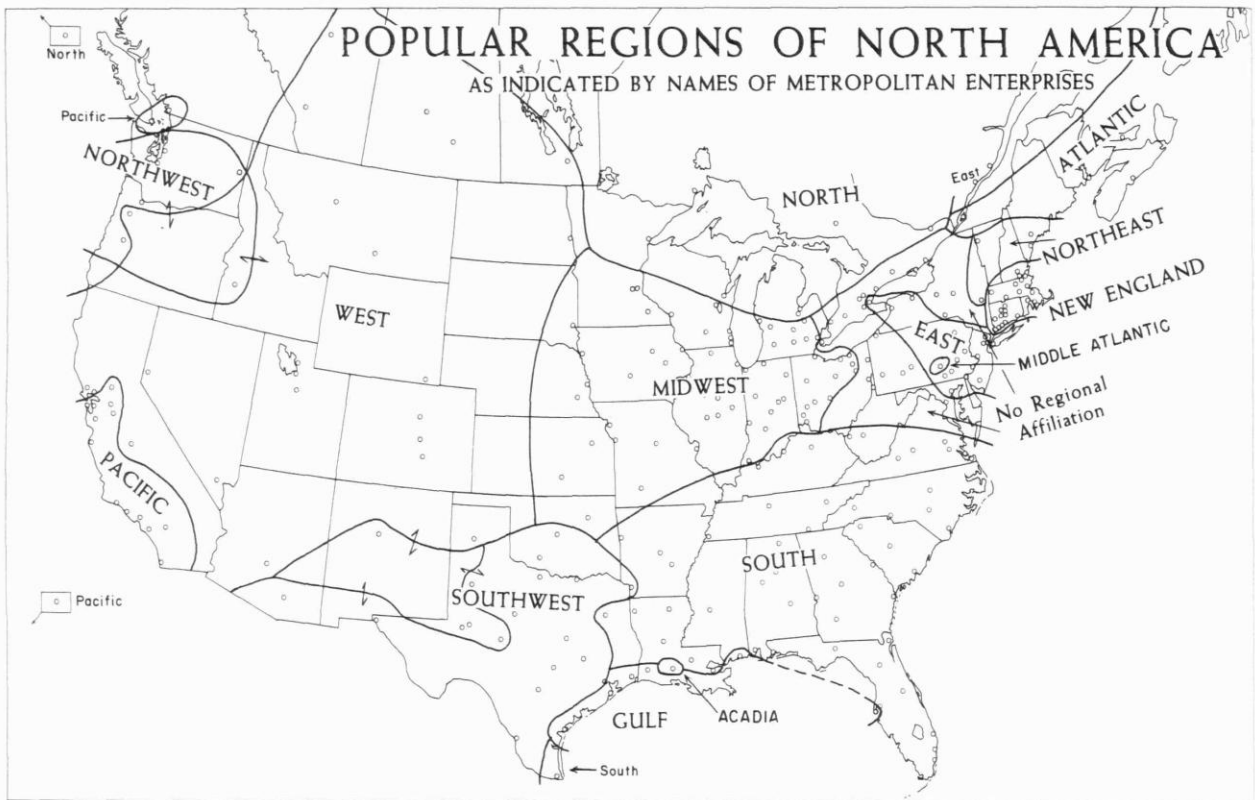 POPULAR REGIONS OF NORTH AMERICA
AS INDICATED BY NAMES OF METROPOLITAN ENTERPRISES
North
Pacific
NORTHWEST
ATLANTIC
East
NORTH
NORTHEAST
NEW ENGLAND
WEST
EAST
MIDDLE ATLANTIC
MIDWEST
No Regional
Affiliation
PACIFIC
SOUTH
Pacific
SOUTHWEST
GULF
ACADIA
South